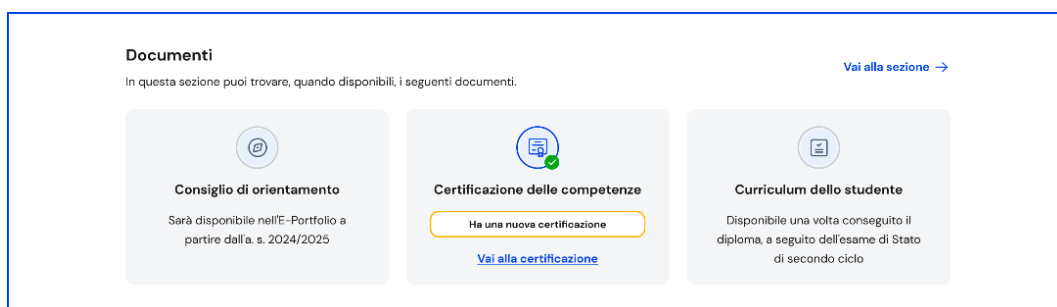 Documenti
In questa sezione puoi trovare, quando disponibili, i seguenti documenti.
Vai alla sezione →
Consiglio di orientamento
Sarà disponibile nell'E-Portfolio a
partire dall'a. s. 2024/2025
Certificazione delle competenze
Ha una nuova certificazione
Vai alla certificazione
Curriculum dello studente
Disponibile una volta conseguito il
diploma, a seguito dell'esame di Stato
di secondo ciclo